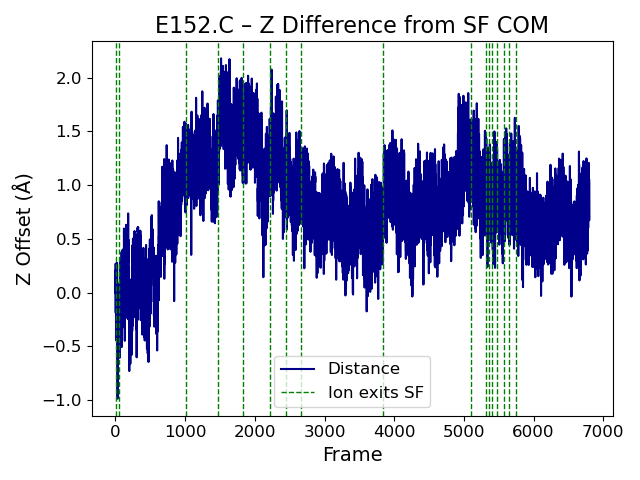 E152.C – Z Difference from SF COM
Z Offset (Å)
2.0
1.5
1.0
0.5
0.0
−0.5
−1.0
Distance
Ion exits SF
0 1000 2000 3000 4000 5000 6000 7000
Frame